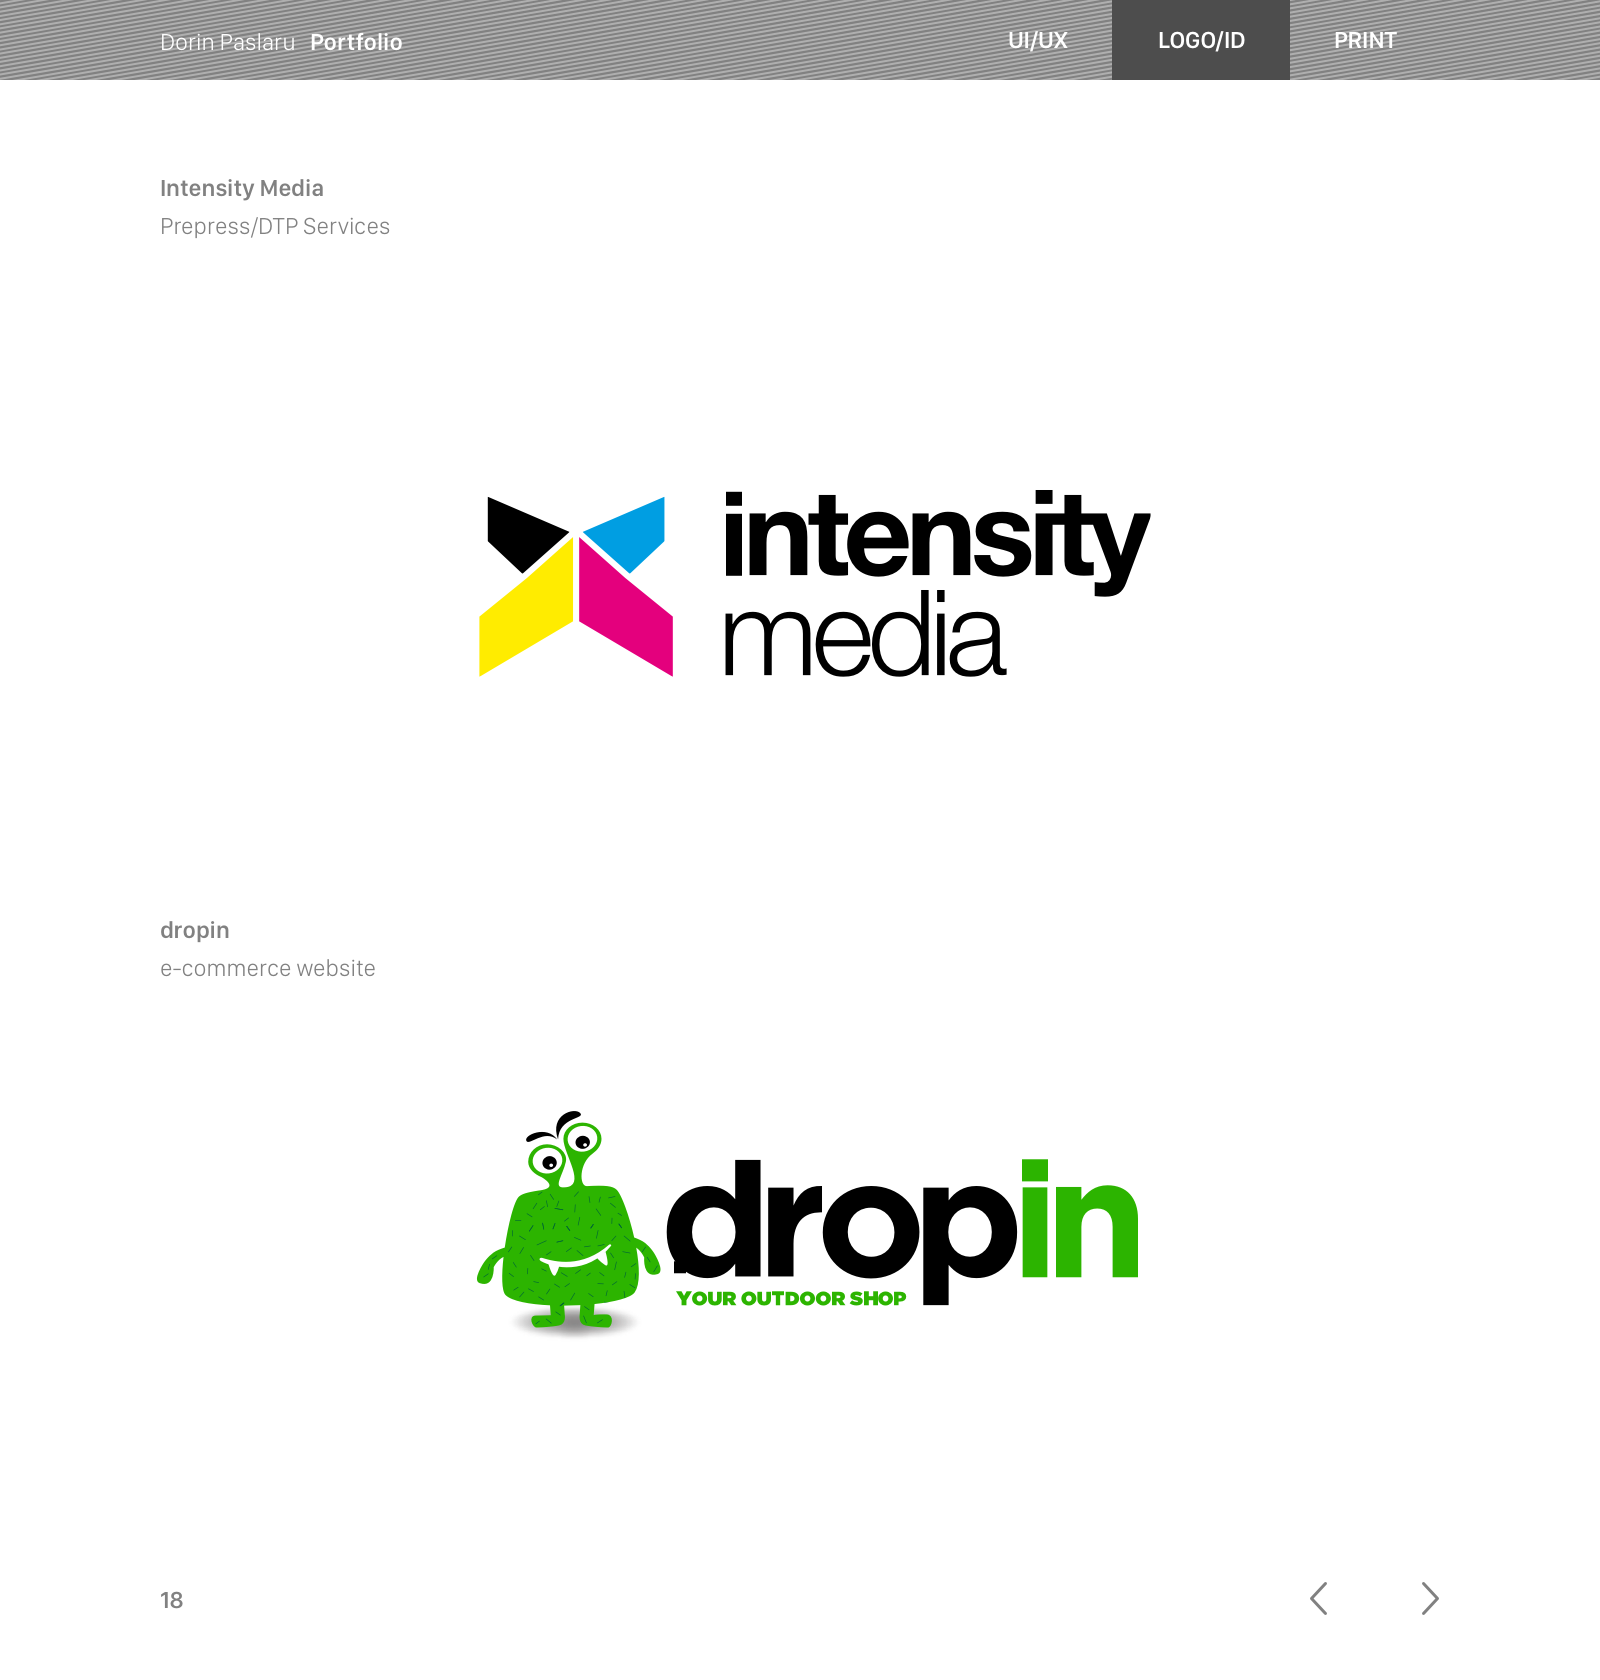 Dorin Paslaru Portfolio
UI/UX
LOGO/ID
PRINT
Intensity Media
Prepress/DTP Services
intensity
media
dropin
e-commerce website
dropin
YOUR OUTDOOR SHOP
18